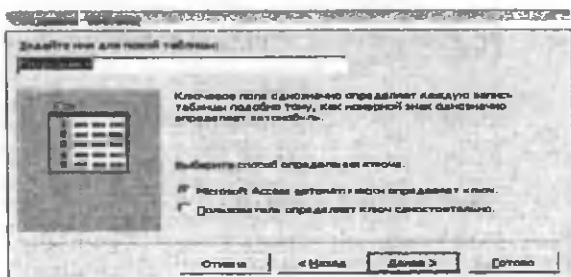 Задайте имя для новой таблицы:
Ключевое поле однозначно определяет каждую запись
таблицы подобно тому, как номерной знак однозначно
определяет автомобиль.
Выберите способ определения ключа.
Microsoft Access автоматически определяет ключ.
Пользователь определяет ключ самостоятельно.
Отмена
< Назад
Далее >
Готово